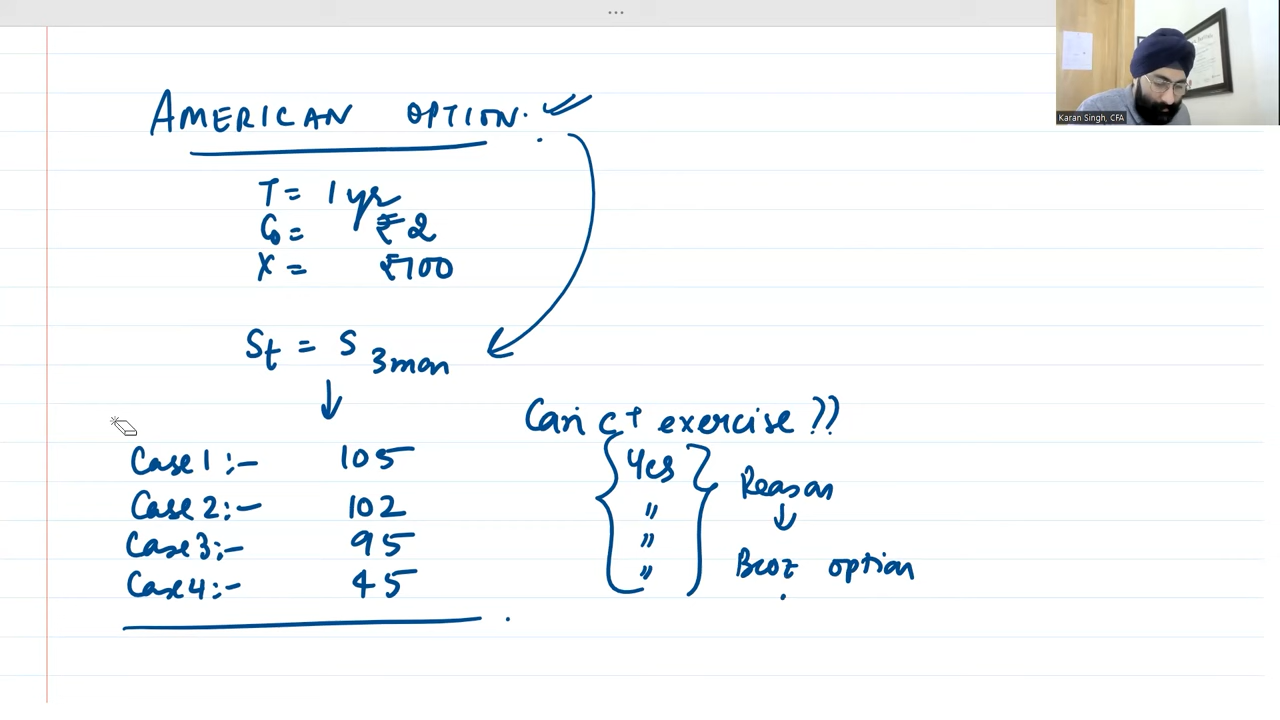 ...
AMERICAN OPTION.
T = 1 yr
C₀ = ₹2
X = ₹100
St = S 3mon
Can c+ exercise ??
Case 1 :- 105 Yes
Case 2 :- 102 "
Case 3 :- 95 "
Case 4 :- 45 "
Reason
Bcoz option
Karan Singh, CFA